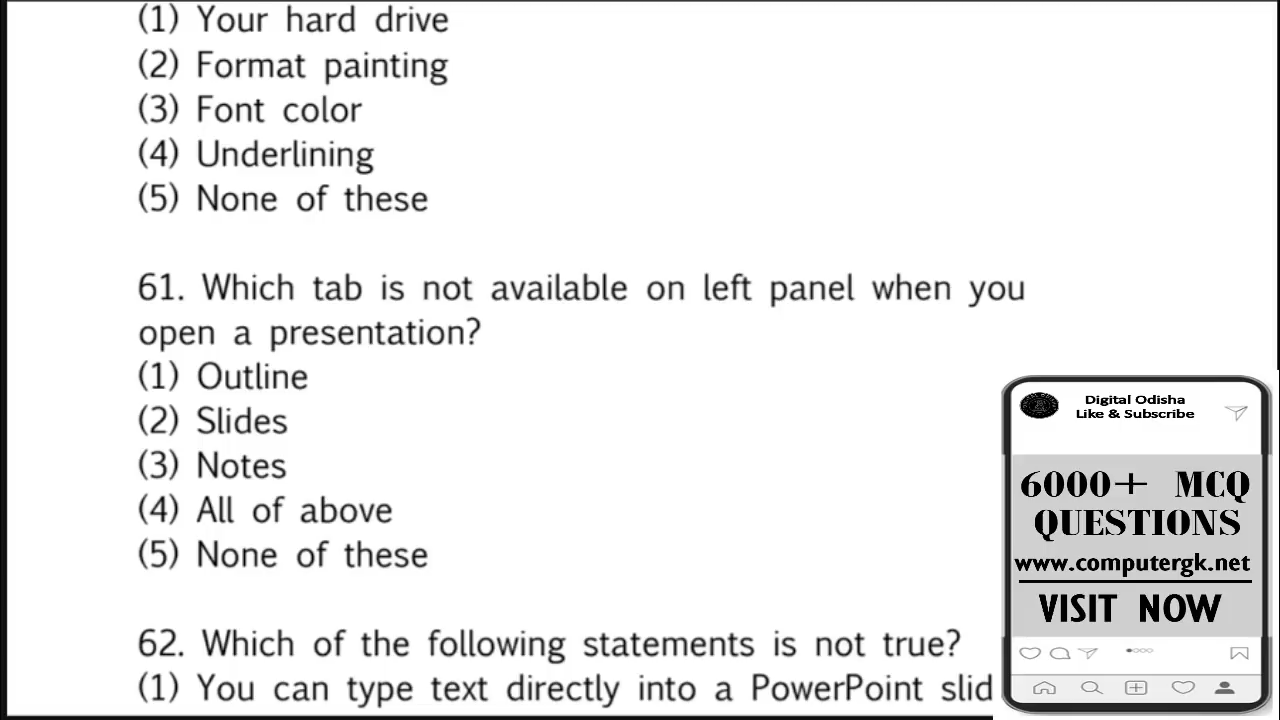 (1) Your hard drive
(2) Format painting
(3) Font color
(4) Underlining
(5) None of these
61. Which tab is not available on left panel when you
open a presentation?
(1) Outline
(2) Slides
(3) Notes
(4) All of above
(5) None of these
62. Which of the following statements is not true?
(1) You can type text directly into a PowerPoint slid
Digital Odisha
Like & Subscribe
6000+ MCQ
QUESTIONS
www.computergk.net
VISIT NOW